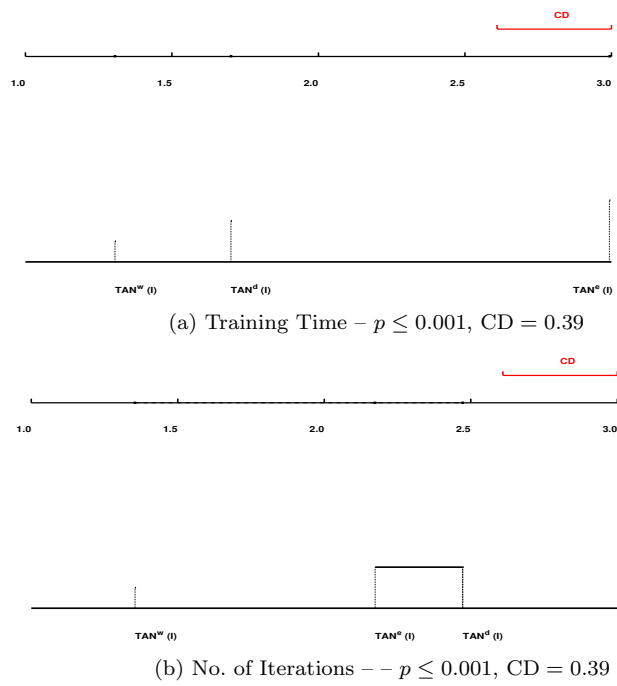 CD
1.0 1.5 2.0 2.5 3.0
TANʷ (I) TANᵈ (I) TANᵉ (I)
(a) Training Time – p ≤ 0.001, CD = 0.39
CD
1.0 1.5 2.0 2.5 3.0
TANʷ (I) TANᵉ (I) TANᵈ (I)
(b) No. of Iterations – – p ≤ 0.001, CD = 0.39